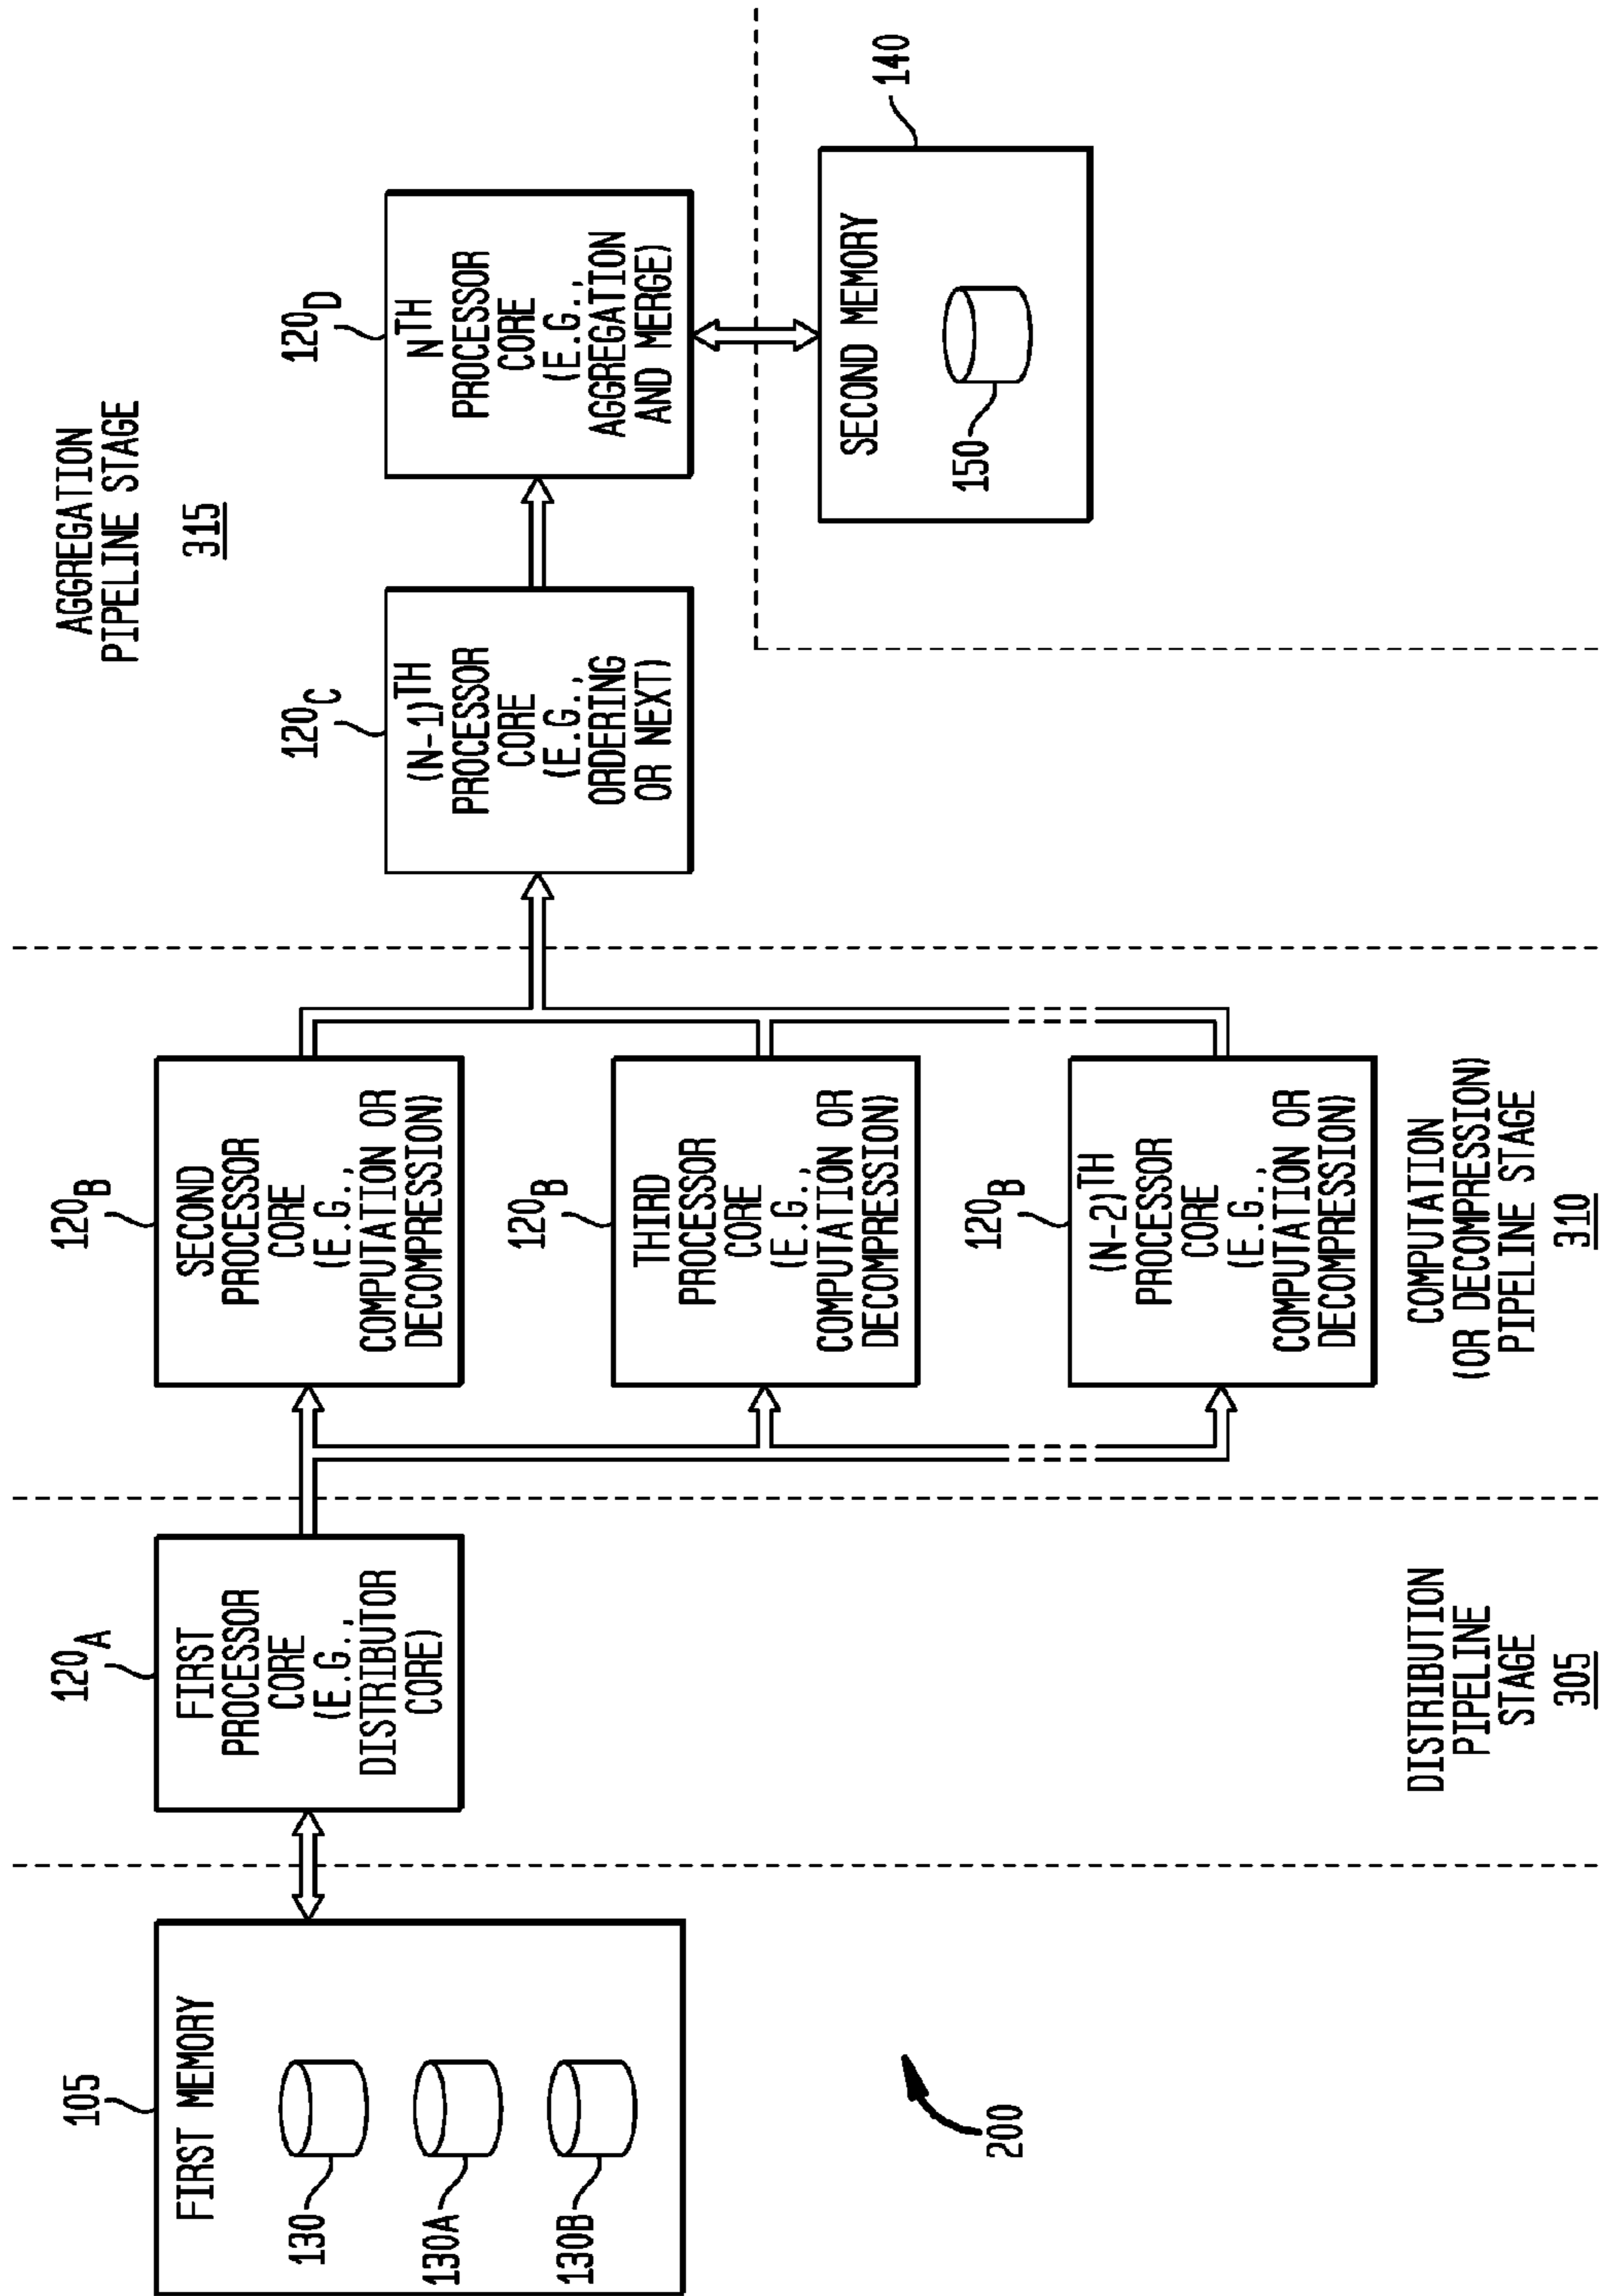 105
FIRST MEMORY
130
130A
130B
200
120A
FIRST
PROCESSOR
CORE
(E.G.,
DISTRIBUTOR
CORE)
DISTRIBUTION
PIPELINE
STAGE
305
120B
SECOND
PROCESSOR
CORE
(E.G.,
COMPUTATION OR
DECOMPRESSION)
120B
THIRD
PROCESSOR
CORE
(E.G.,
COMPUTATION OR
DECOMPRESSION)
120B
(N-2)TH
PROCESSOR
CORE
(E.G.,
COMPUTATION OR
DECOMPRESSION)
COMPUTATION
(OR DECOMPRESSION)
PIPELINE STAGE
310
AGGREGATION
PIPELINE STAGE
315
120C
(N-1)TH
PROCESSOR
CORE
(E.G.,
ORDERING
OR NEXT)
120D
NTH
PROCESSOR
CORE
(E.G.,
AGGREGATION
AND MERGE)
140
SECOND MEMORY
150